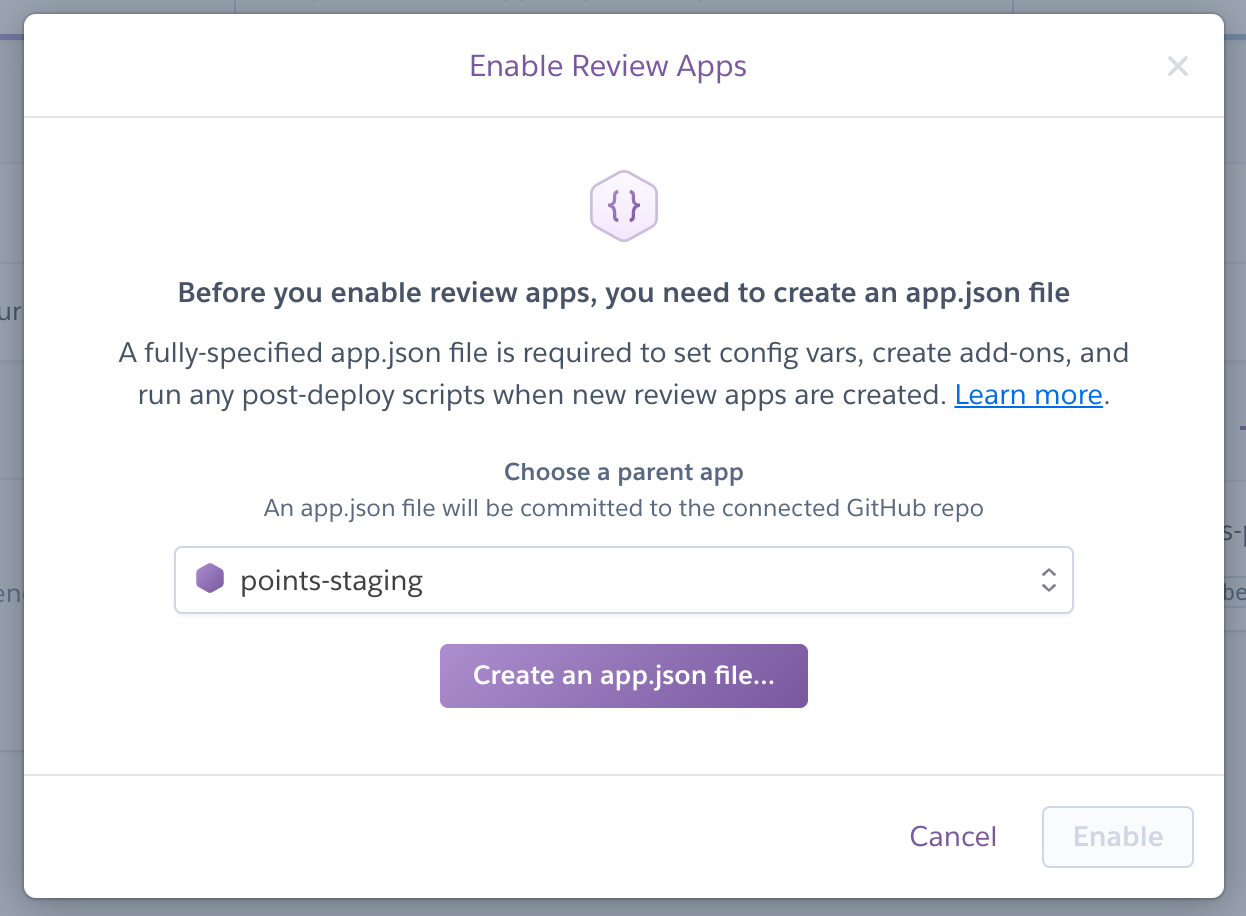 Enable Review Apps
{ }
Before you enable review apps, you need to create an app.json file
A fully-specified app.json file is required to set config vars, create add-ons, and
run any post-deploy scripts when new review apps are created. Learn more.
Choose a parent app
An app.json file will be committed to the connected GitHub repo
points-staging
Create an app.json file...
Cancel
Enable